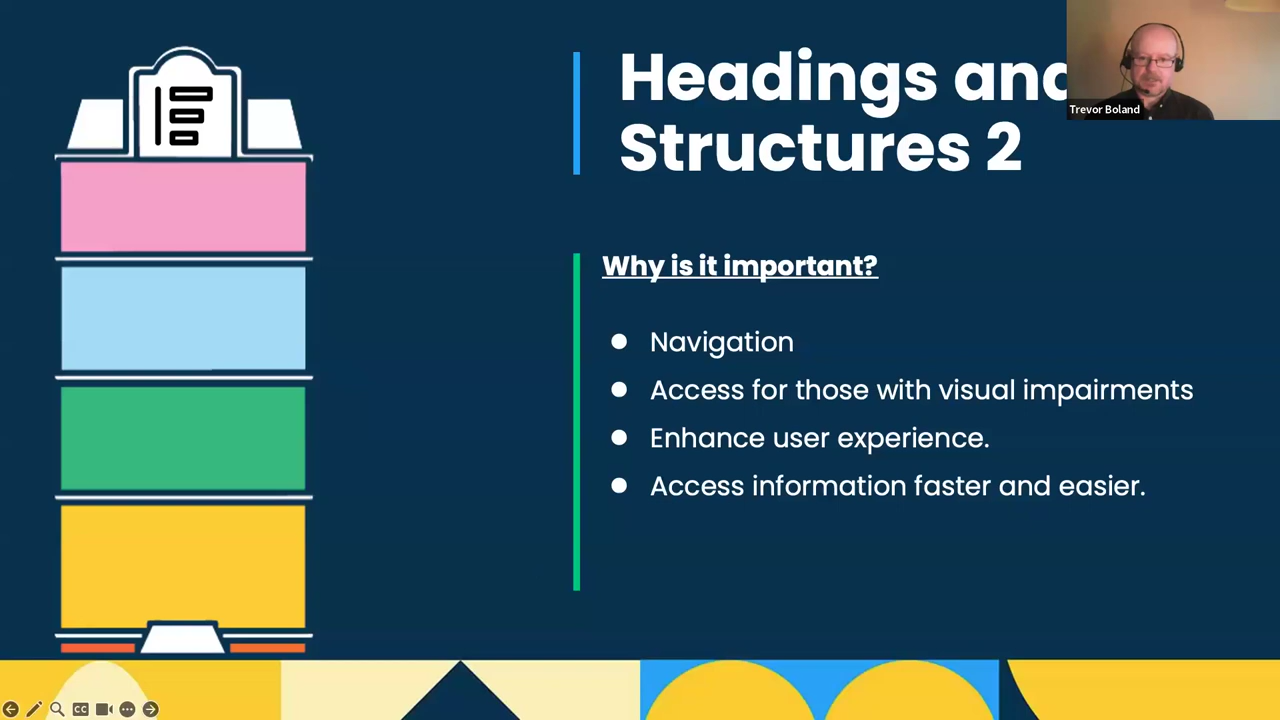 Headings and
Structures 2
Trevor Boland
Why is it important?
● Navigation
● Access for those with visual impairments
● Enhance user experience.
● Access information faster and easier.
CC